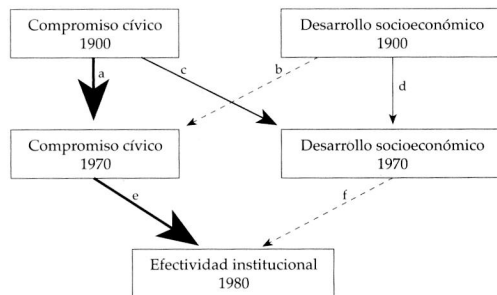 Compromiso cívico
1900
Desarrollo socioeconómico
1900
a
c
b
d
Compromiso cívico
1970
Desarrollo socioeconómico
1970
e
f
Efectividad institucional
1980